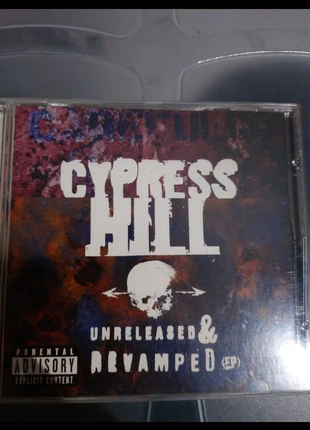 CYPRESS
HILL
UNRELEASED &
REVAMPED (EP)
PARENTAL
ADVISORY
EXPLICIT CONTENT